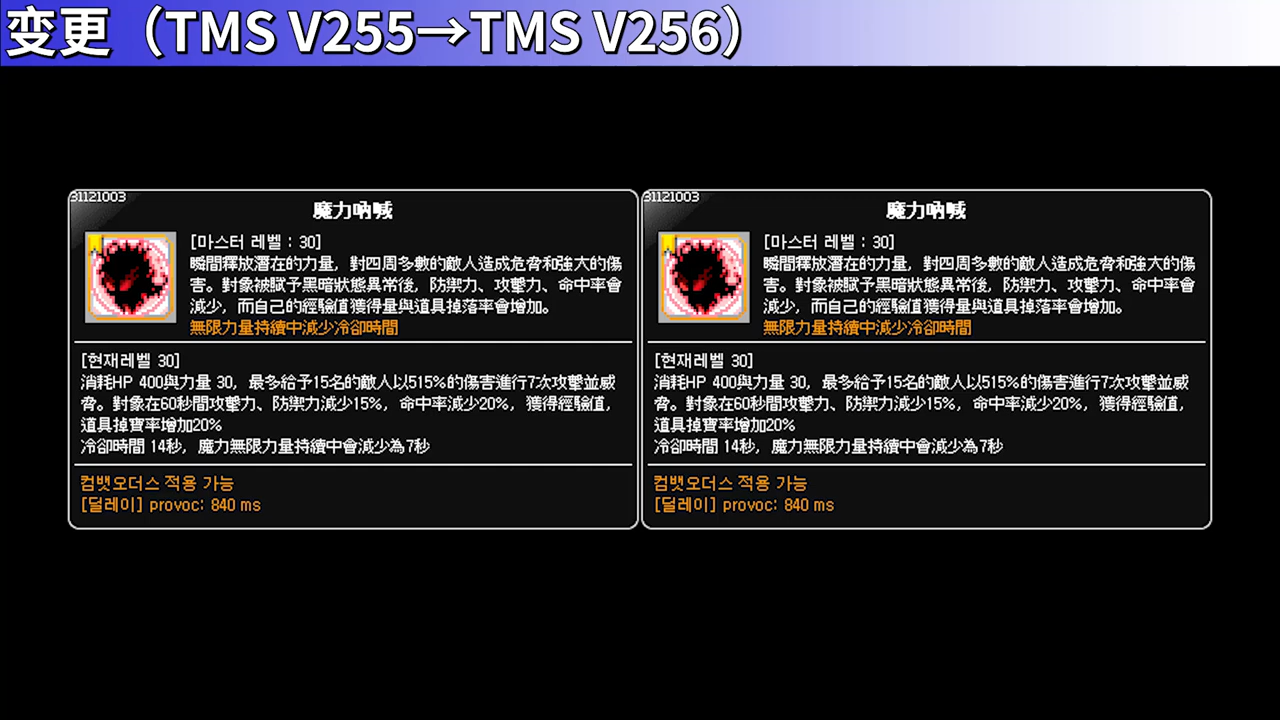 变更（TMS V255→TMS V256）
31121003
魔力吶喊
[마스터 레벨 : 30]
瞬間釋放潛在的力量，對四周多數的敵人造成危脅和強大的傷
害。對象被賦予黑暗狀態異常後，防禦力、攻擊力、命中率會
減少，而自己的經驗值獲得量與道具掉落率會增加。
無限力量持續中減少冷卻時間
[현재레벨 30]
消耗HP 400與力量 30，最多給予15名的敵人以515%的傷害進行7次攻擊並威
脅。對象在60秒間攻擊力、防禦力減少15%，命中率減少20%，獲得經驗值，
道具掉寶率增加20%
冷卻時間 14秒，魔力無限力量持續中會減少為7秒
컴뱃오더스 적용 가능
[딜레이] provoc: 840 ms
31121003
魔力吶喊
[마스터 레벨 : 30]
瞬間釋放潛在的力量，對四周多數的敵人造成危脅和強大的傷
害。對象被賦予黑暗狀態異常後，防禦力、攻擊力、命中率會
減少，而自己的經驗值獲得量與道具掉落率會增加。
無限力量持續中減少冷卻時間
[현재레벨 30]
消耗HP 400與力量 30，最多給予15名的敵人以515%的傷害進行7次攻擊並威
脅。對象在60秒間攻擊力、防禦力減少15%，命中率減少20%，獲得經驗值，
道具掉寶率增加20%
冷卻時間 14秒，魔力無限力量持續中會減少為7秒
컴뱃오더스 적용 가능
[딜레이] provoc: 840 ms